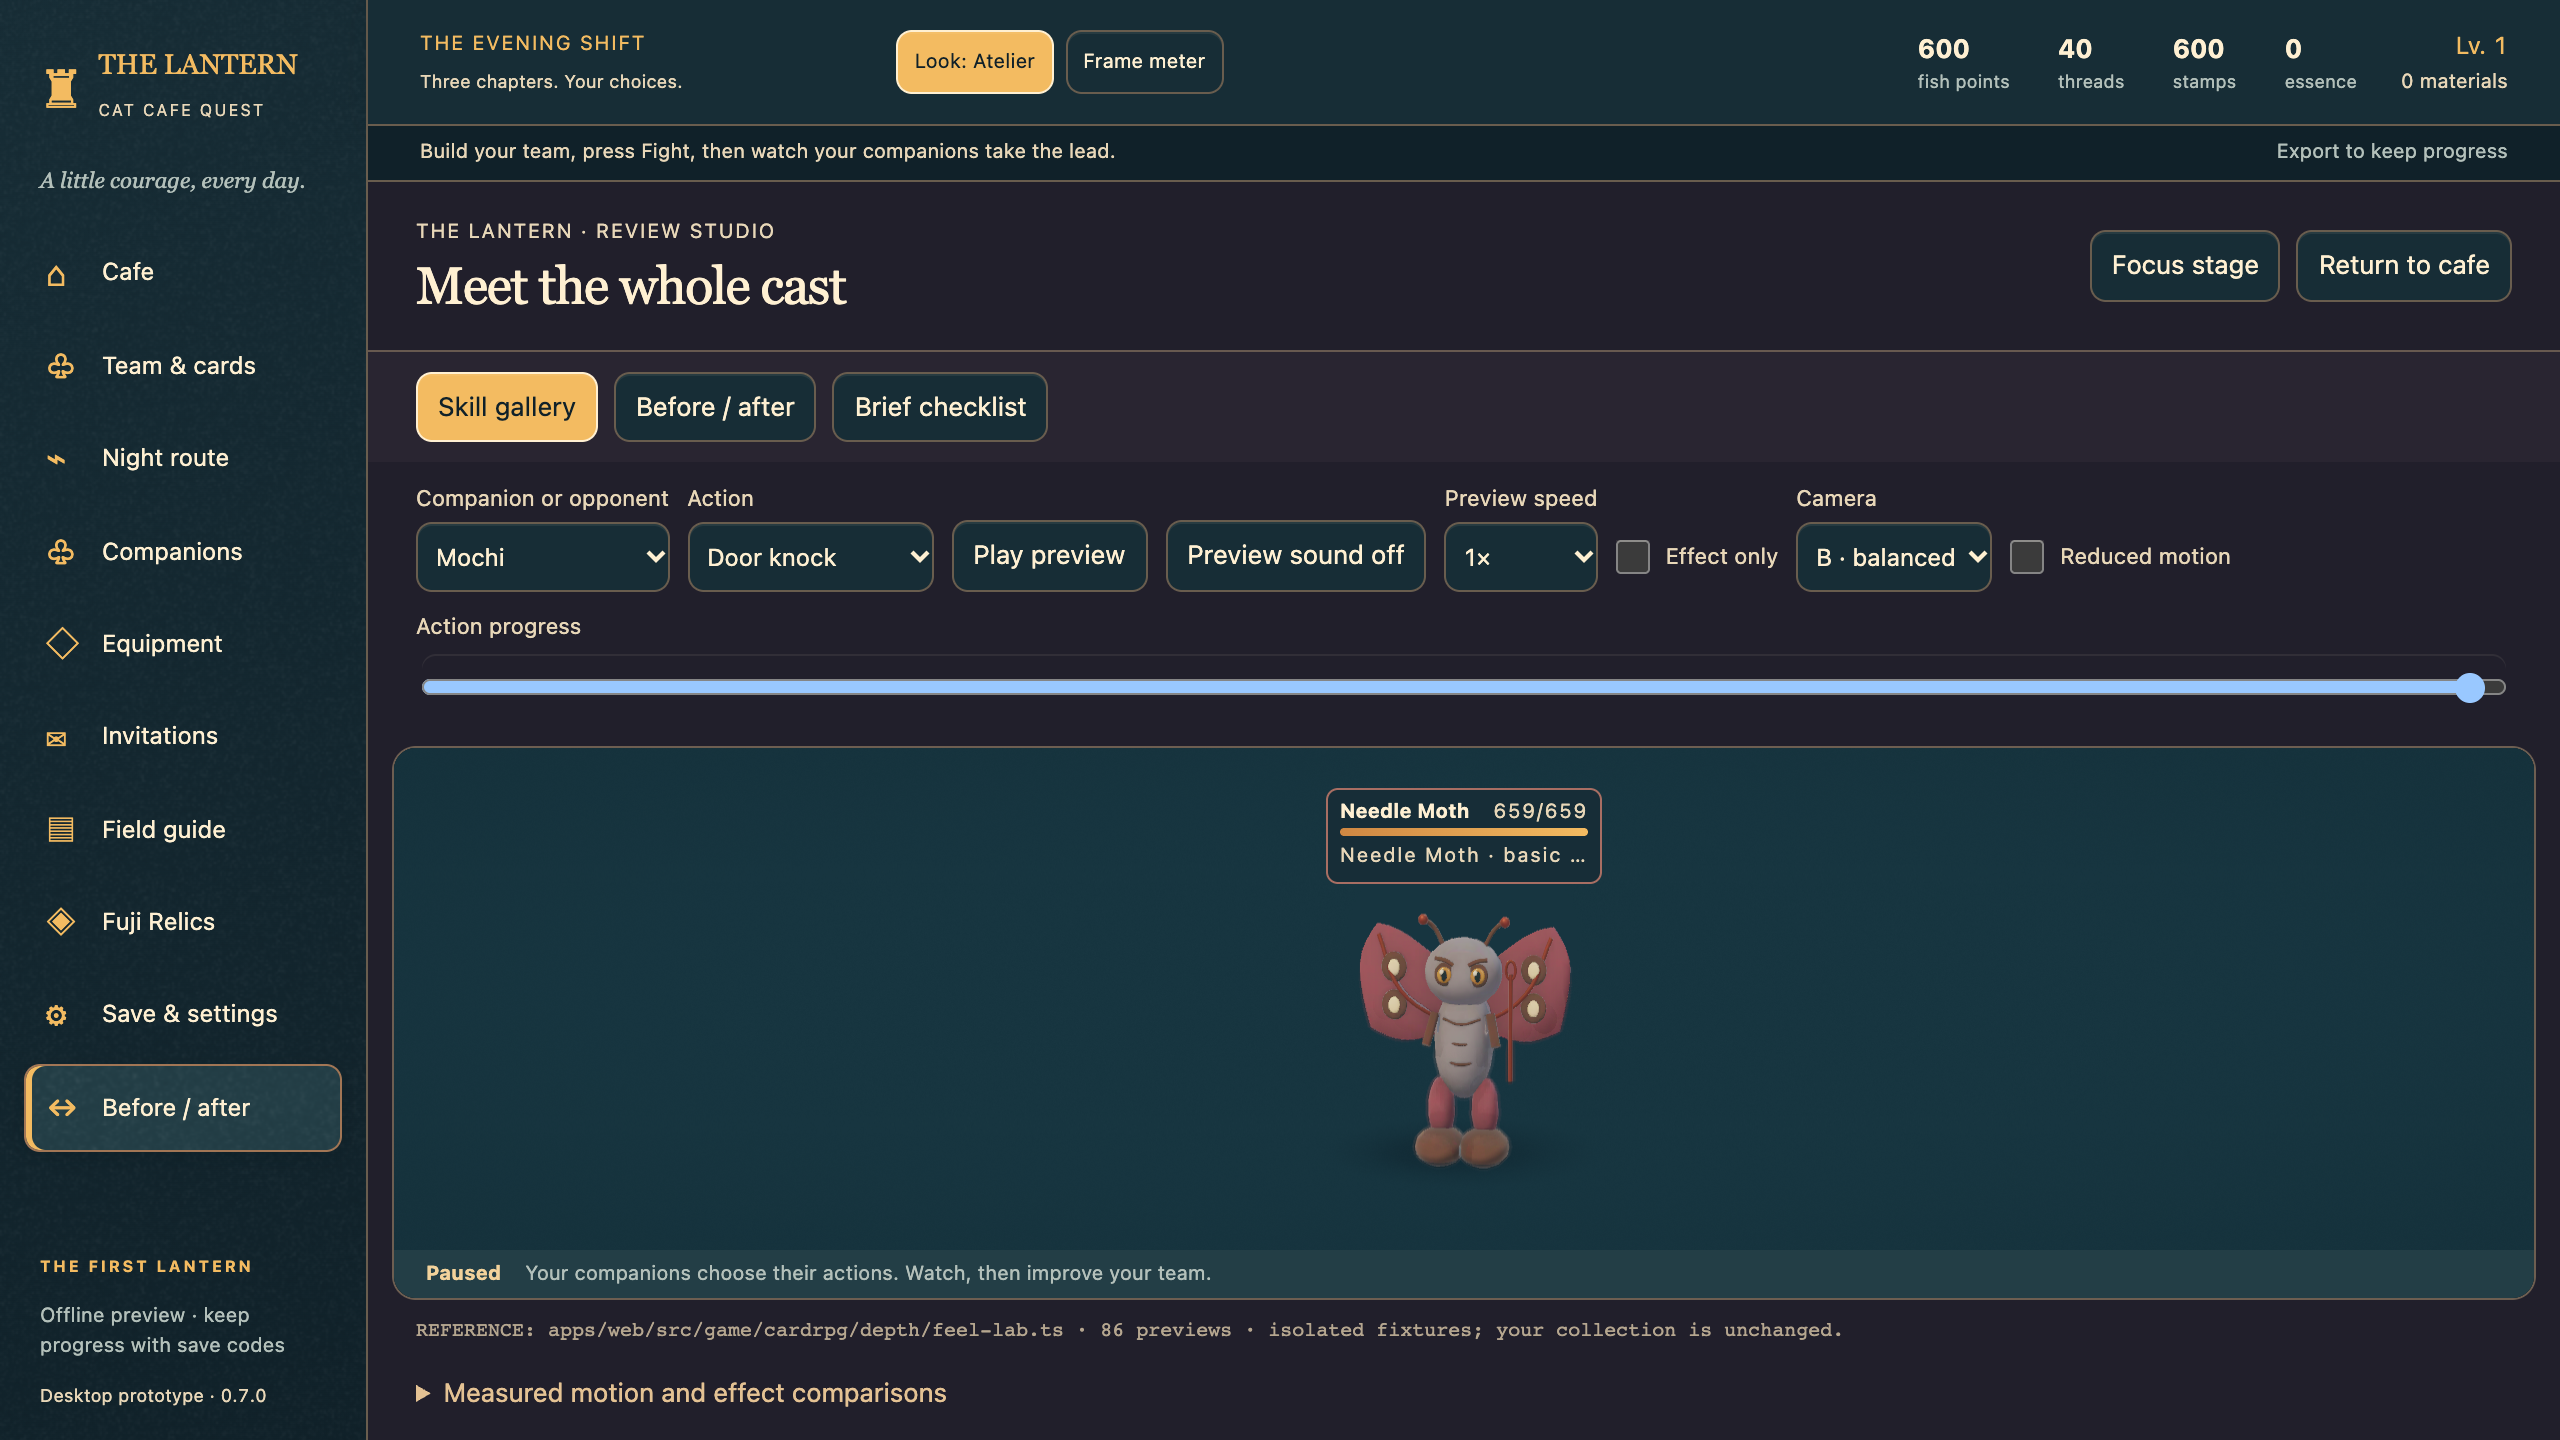 THE LANTERN
CAT CAFE QUEST
A little courage, every day.
Cafe
Team & cards
Night route
Companions
Equipment
Invitations
Field guide
Fuji Relics
Save & settings
Before / after
THE FIRST LANTERN
Offline preview · keep
progress with save codes
Desktop prototype · 0.7.0
THE EVENING SHIFT
Three chapters. Your choices.
Look: Atelier
Frame meter
600
fish points
40
threads
600
stamps
0
essence
Lv. 1
0 materials
Build your team, press Fight, then watch your companions take the lead.
Export to keep progress
THE LANTERN · REVIEW STUDIO
Meet the whole cast
Focus stage
Return to cafe
Skill gallery
Before / after
Brief checklist
Companion or opponent
Mochi
Action
Door knock
Play preview
Preview sound off
Preview speed
1×
Effect only
Camera
B · balanced
Reduced motion
Action progress
Needle Moth 659/659
Needle Moth · basic …
Paused Your companions choose their actions. Watch, then improve your team.
REFERENCE: apps/web/src/game/cardrpg/depth/feel-lab.ts · 86 previews · isolated fixtures; your collection is unchanged.
Measured motion and effect comparisons